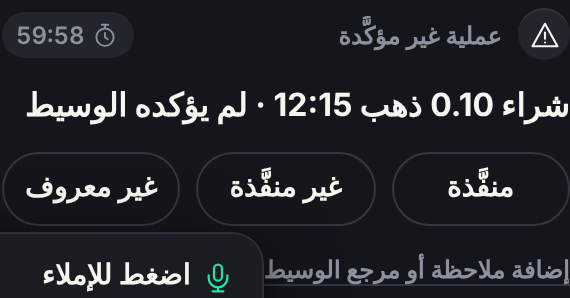 عملية غير مؤكَّدة
59:58
شراء 0.10 ذهب 12:15 · لم يؤكده الوسيط
منفَّذة
غير منفَّذة
غير معروف
إضافة ملاحظة أو مرجع الوسيط
اضغط للإملاء